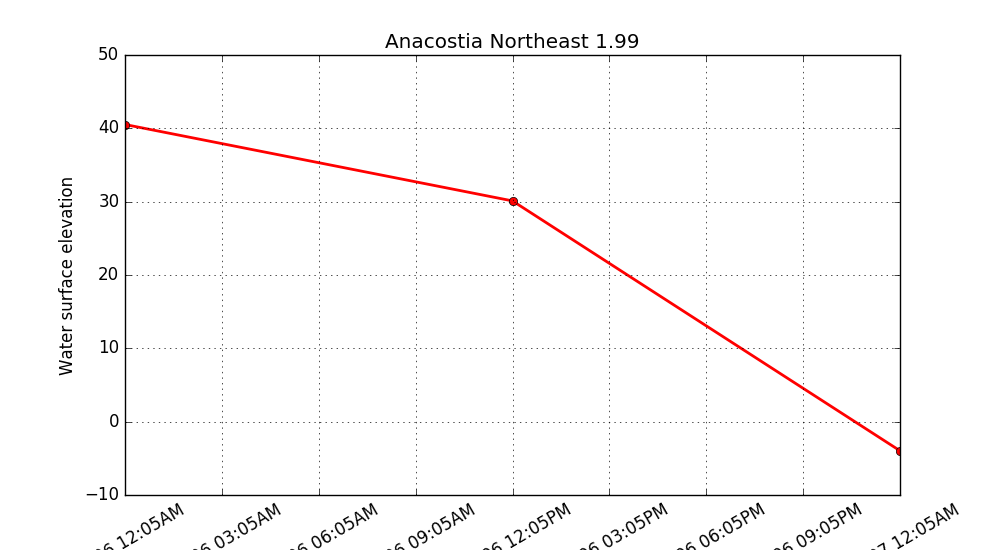 Anacostia Northeast 1.99
50
40
30
20
10
0
−10
Water surface elevation
06 12:05AM
06 03:05AM
06 06:05AM
06 09:05AM
06 12:05PM
06 03:05PM
06 06:05PM
06 09:05PM
07 12:05AM